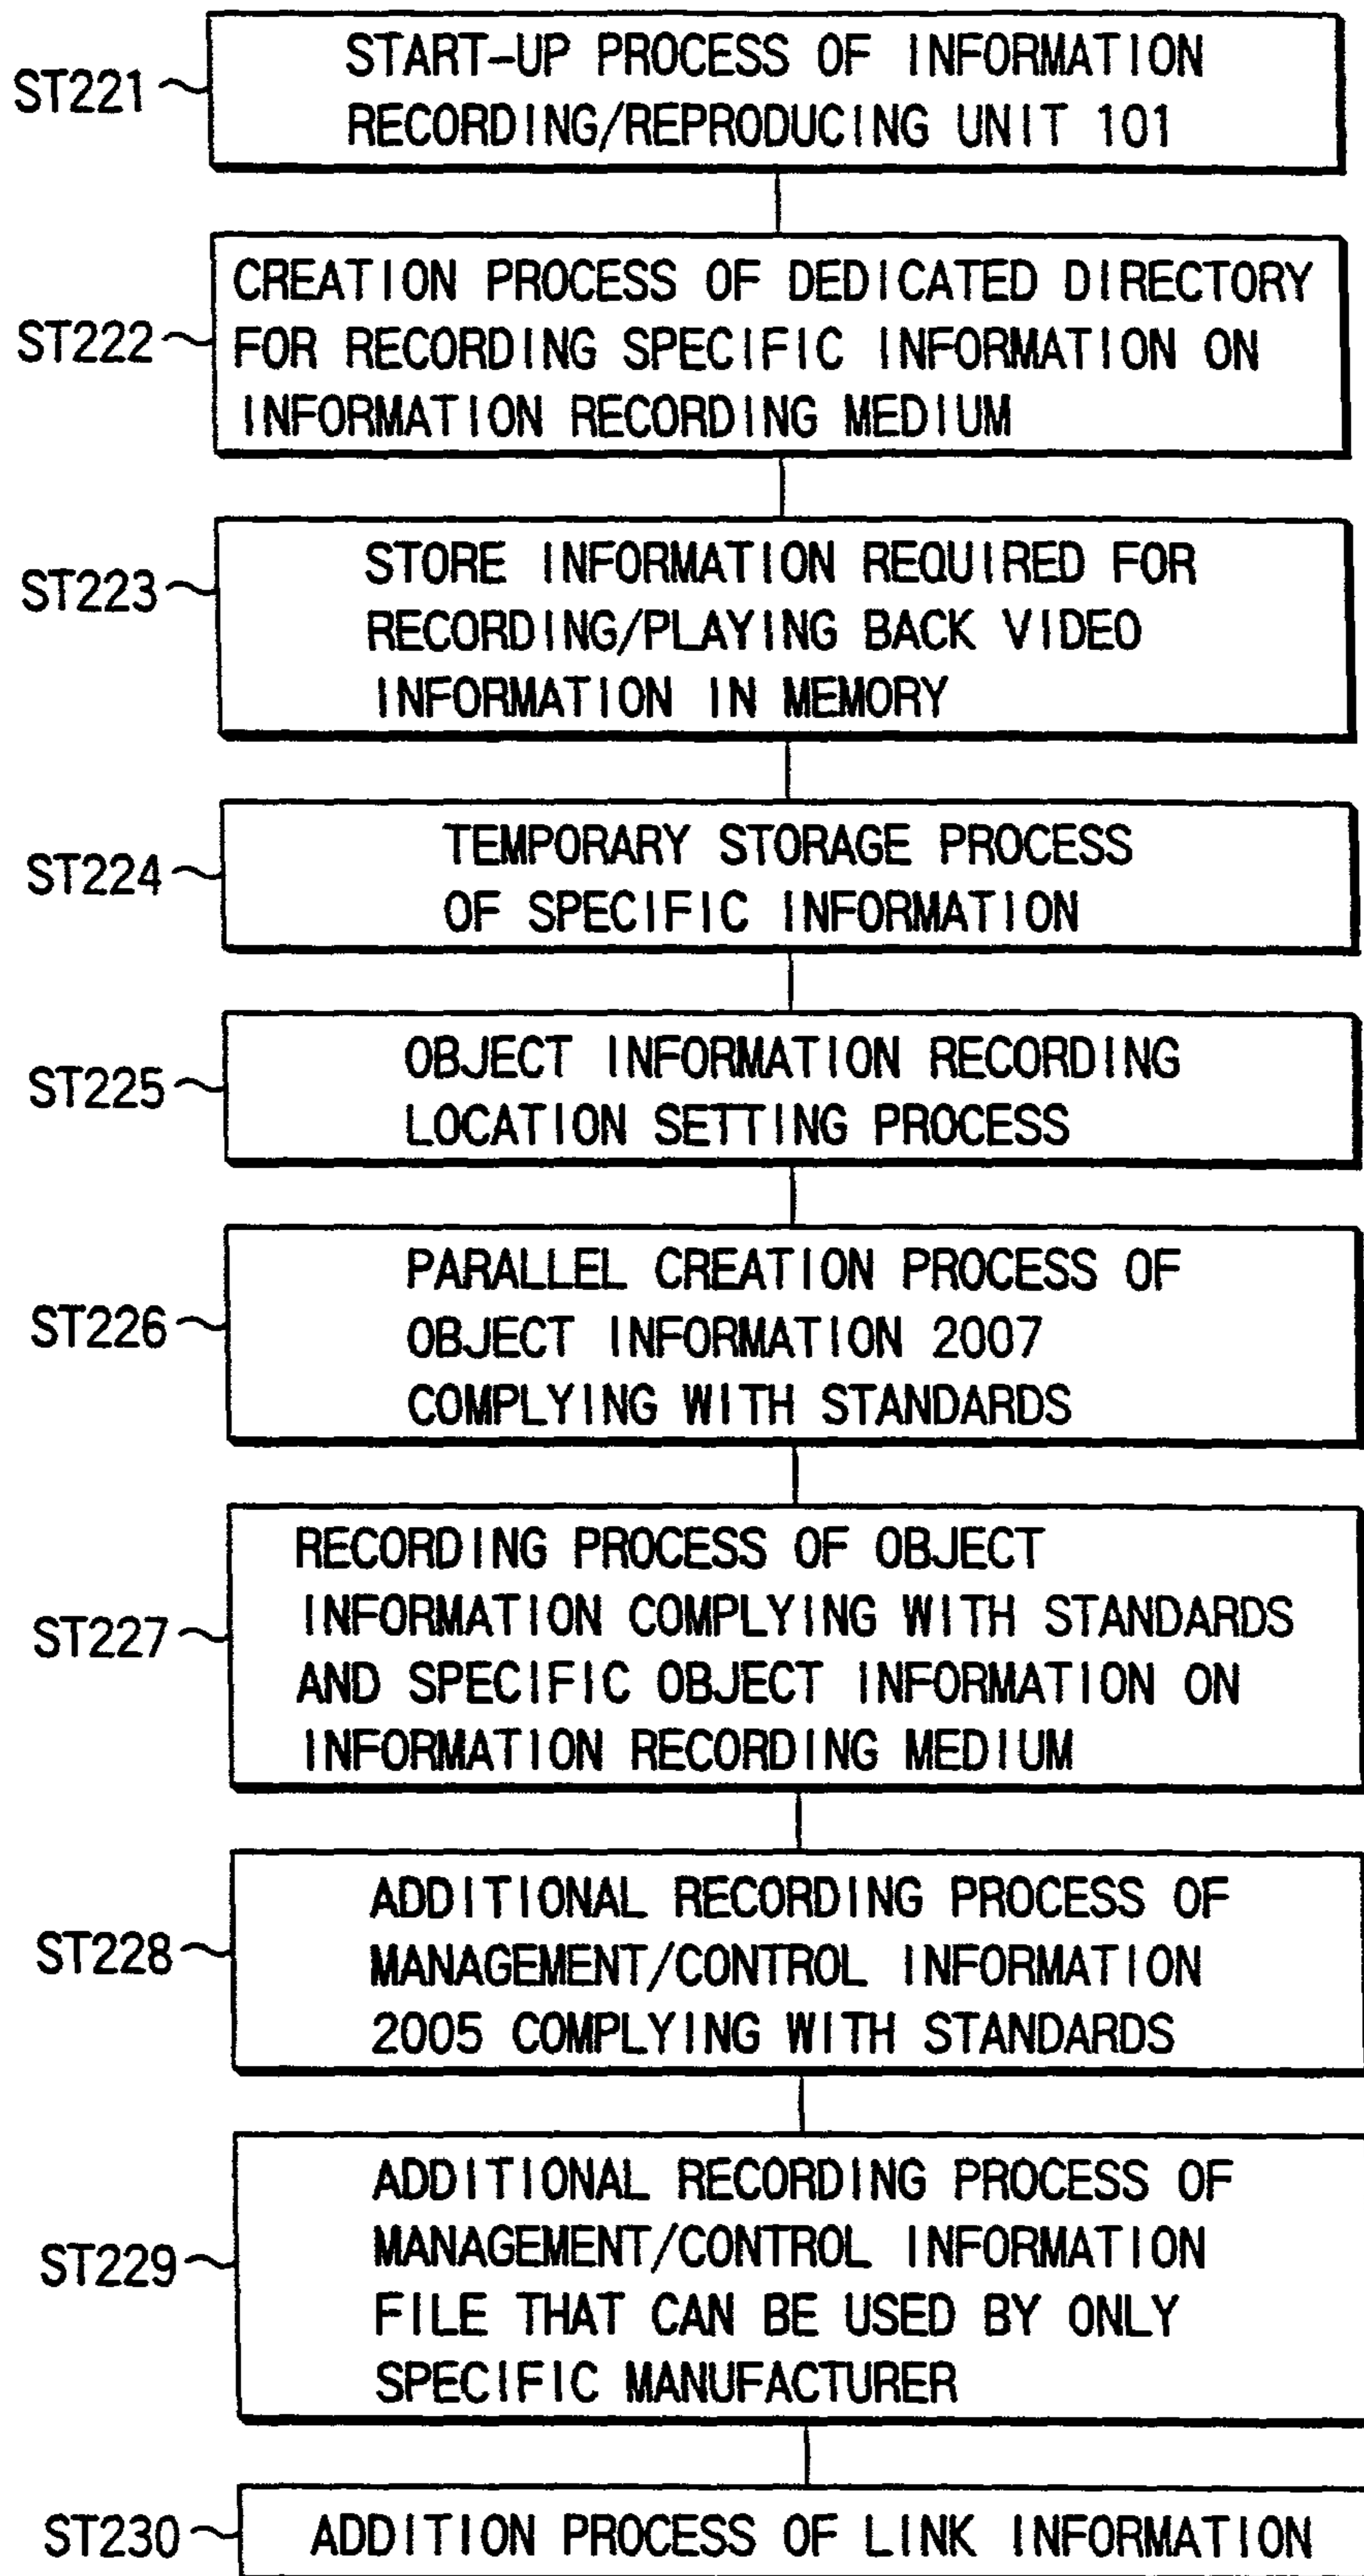 ST221
START-UP PROCESS OF INFORMATION
RECORDING/REPRODUCING UNIT 101
ST222
CREATION PROCESS OF DEDICATED DIRECTORY
FOR RECORDING SPECIFIC INFORMATION ON
INFORMATION RECORDING MEDIUM
ST223
STORE INFORMATION REQUIRED FOR
RECORDING/PLAYING BACK VIDEO
INFORMATION IN MEMORY
ST224
TEMPORARY STORAGE PROCESS
OF SPECIFIC INFORMATION
ST225
OBJECT INFORMATION RECORDING
LOCATION SETTING PROCESS
ST226
PARALLEL CREATION PROCESS OF
OBJECT INFORMATION 2007
COMPLYING WITH STANDARDS
ST227
RECORDING PROCESS OF OBJECT
INFORMATION COMPLYING WITH STANDARDS
AND SPECIFIC OBJECT INFORMATION ON
INFORMATION RECORDING MEDIUM
ST228
ADDITIONAL RECORDING PROCESS OF
MANAGEMENT/CONTROL INFORMATION
2005 COMPLYING WITH STANDARDS
ST229
ADDITIONAL RECORDING PROCESS OF
MANAGEMENT/CONTROL INFORMATION
FILE THAT CAN BE USED BY ONLY
SPECIFIC MANUFACTURER
ST230
ADDITION PROCESS OF LINK INFORMATION